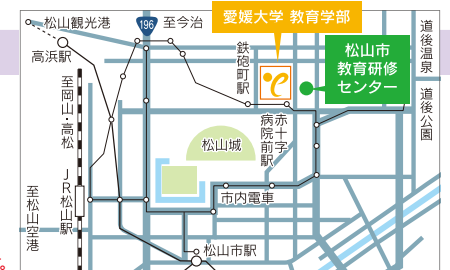 松山観光港
196
至今治
愛媛大学 教育学部
高浜駅
鉄砲町駅
松山市
教育研修
センター
道後温泉
道後公園
至岡山・高松
赤十字
病院前駅
松山城
JR松山駅
市内電車
至松山空港
松山市駅